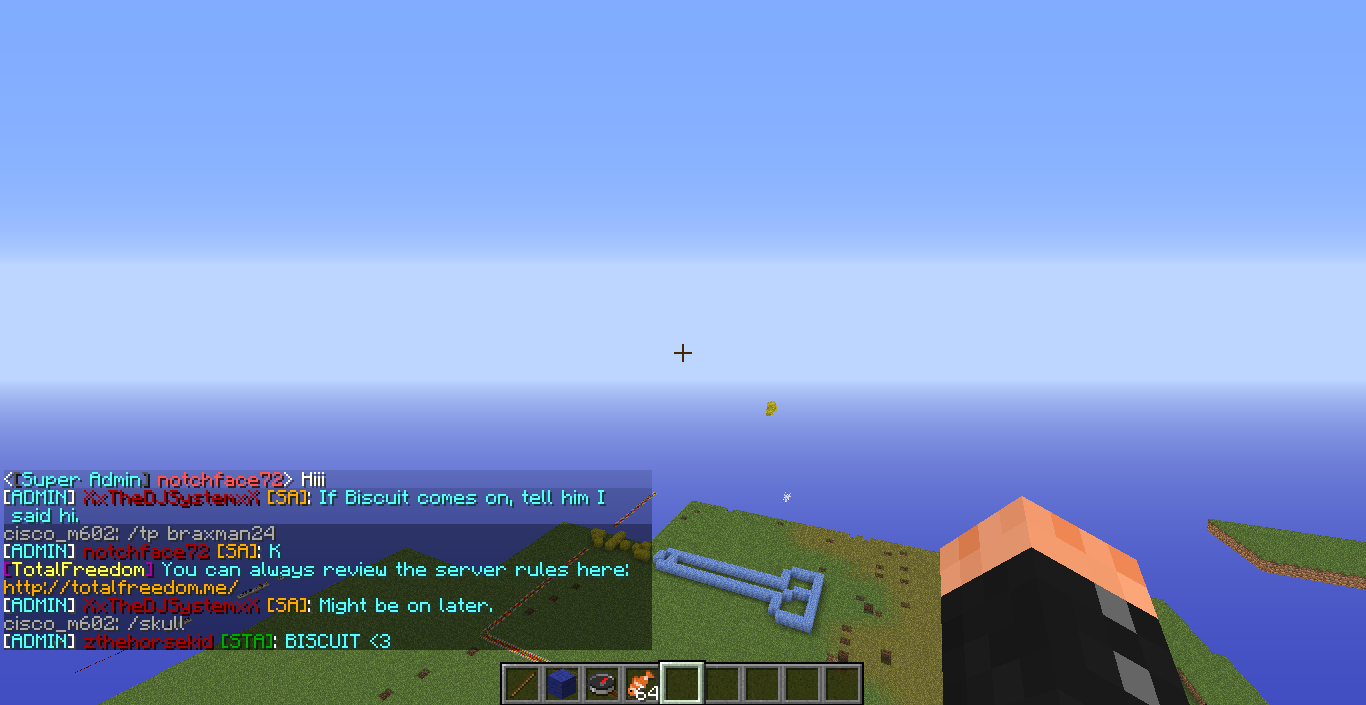 <[Super Admin] notchface72> Hiii
[ADMIN] XxTheDJSystemxX [SA]: If Biscuit comes on, tell him I
said hi.
cisco_m602: /tp braxman24
[ADMIN] notchface72 [SA]: K
[TotalFreedom] You can always review the server rules here:
http://totalfreedom.me/
[ADMIN] XxTheDJSystemxX [SA]: Might be on later.
cisco_m602: /skull
[ADMIN] zthehorsekid [STA]: BISCUIT <3
64